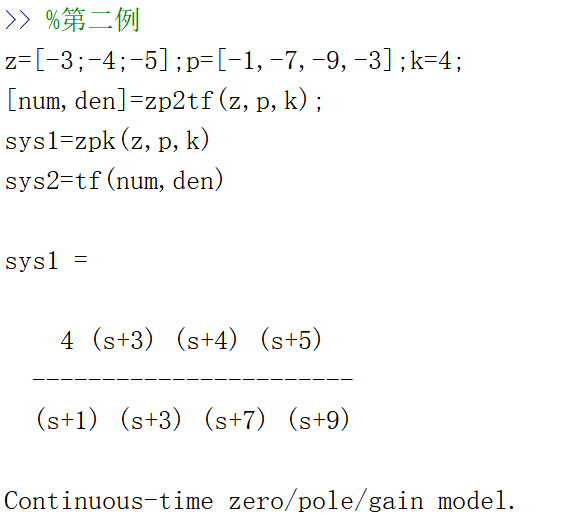 >> %第二例
z=[-3;-4;-5];p=[-1,-7,-9,-3];k=4;
[num,den]=zp2tf(z,p,k);
sys1=zpk(z,p,k)
sys2=tf(num,den)
sys1 =
4 (s+3) (s+4) (s+5)
-----------------------
(s+1) (s+3) (s+7) (s+9)
Continuous-time zero/pole/gain model.